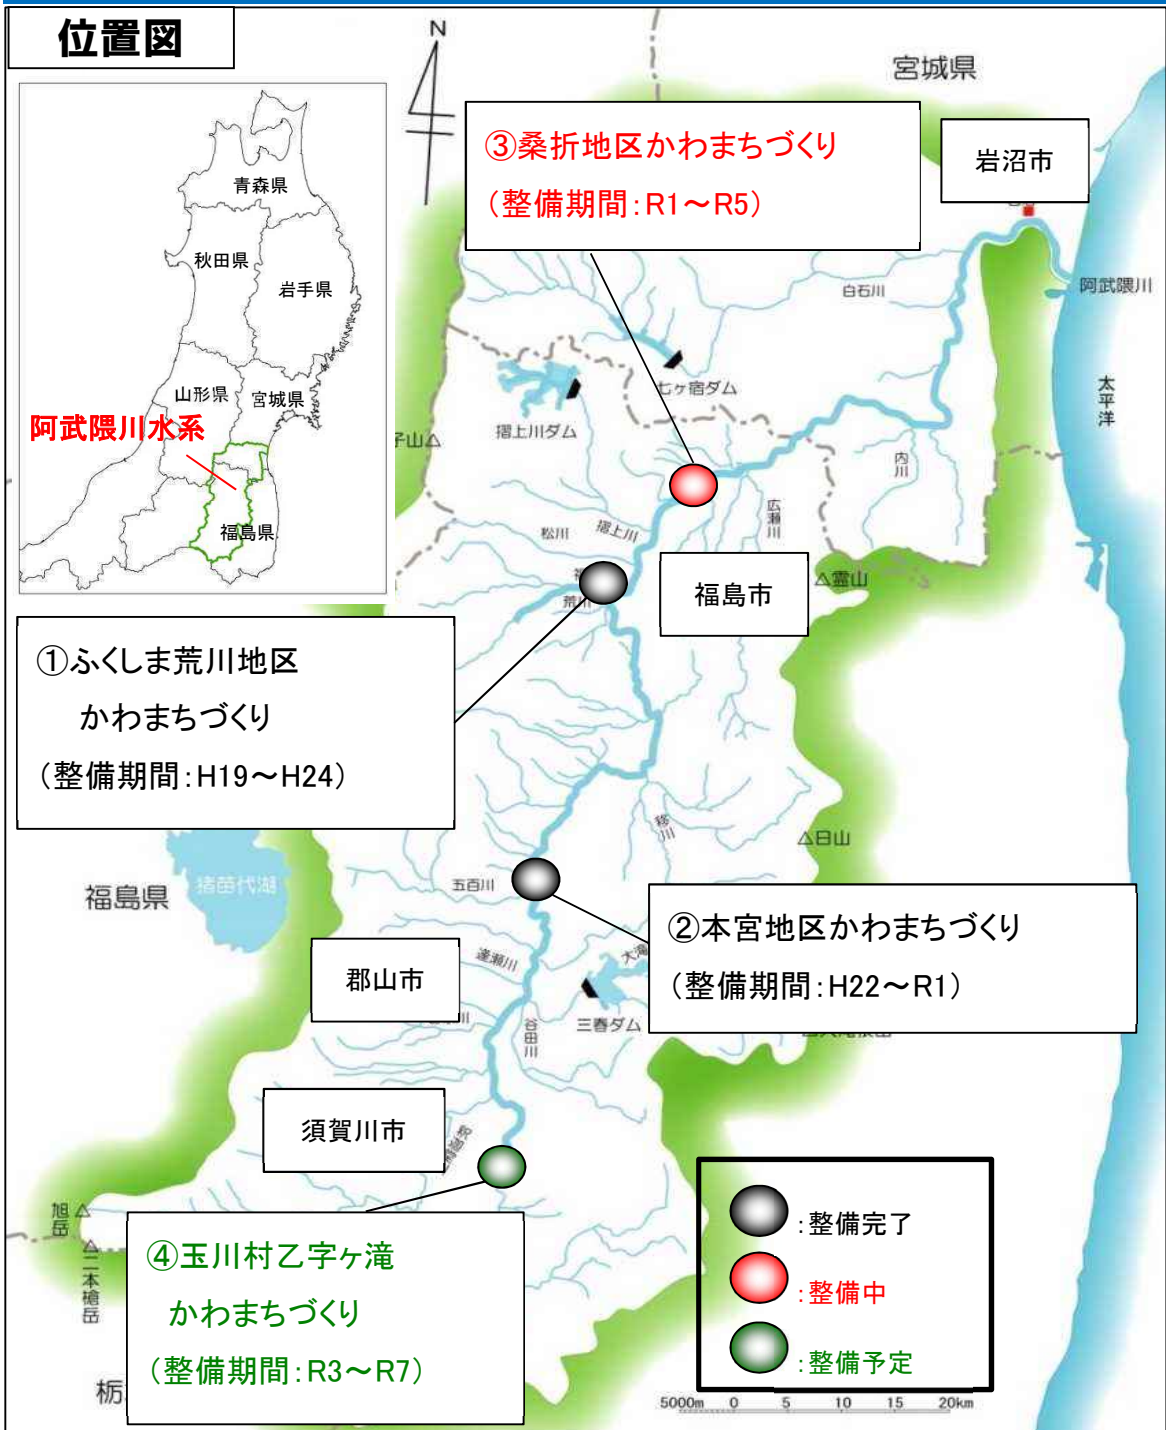 位置図
N
宮城県
③桑折地区かわまちづくり
(整備期間:R1～R5)
岩沼市
青森県
秋田県
岩手県
山形県
宮城県
阿武隈川水系
福島県
白石川
阿武隈川
太平洋
七ヶ宿ダム
摺上川ダム
子山△
内川
広瀬川
松川
摺上川
荒川
福島市
△霊山
①ふくしま荒川地区
かわまちづくり
(整備期間:H19～H24)
移川
△日山
猪苗代湖
福島県
五百川
②本宮地区かわまちづくり
(整備期間:H22～R1)
逢瀬川
大滝
郡山市
三春ダム
谷田川
川
須賀川市
旭岳△
△二本槍岳
④玉川村乙字ヶ滝
かわまちづくり
(整備期間:R3～R7)
栃
:整備完了
:整備中
:整備予定
5000m 0 5 10 15 20km